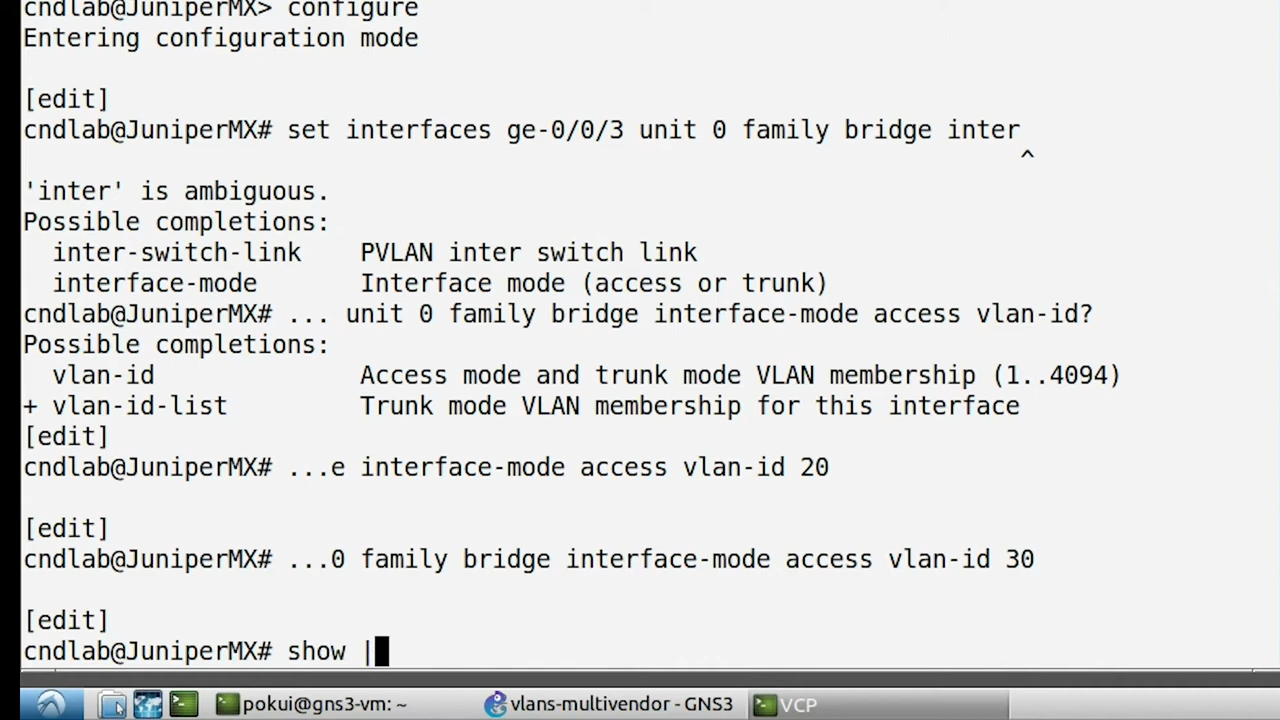 cndlab@JuniperMX> configure
Entering configuration mode
[edit]
cndlab@JuniperMX# set interfaces ge-0/0/3 unit 0 family bridge inter
^
'inter' is ambiguous.
Possible completions:
inter-switch-link PVLAN inter switch link
interface-mode Interface mode (access or trunk)
cndlab@JuniperMX# ... unit 0 family bridge interface-mode access vlan-id?
Possible completions:
vlan-id Access mode and trunk mode VLAN membership (1..4094)
+ vlan-id-list Trunk mode VLAN membership for this interface
[edit]
cndlab@JuniperMX# ...e interface-mode access vlan-id 20
[edit]
cndlab@JuniperMX# ...0 family bridge interface-mode access vlan-id 30
[edit]
cndlab@JuniperMX# show |
pokui@gns3-vm: ~ vlans-multivendor - GNS3 VCP